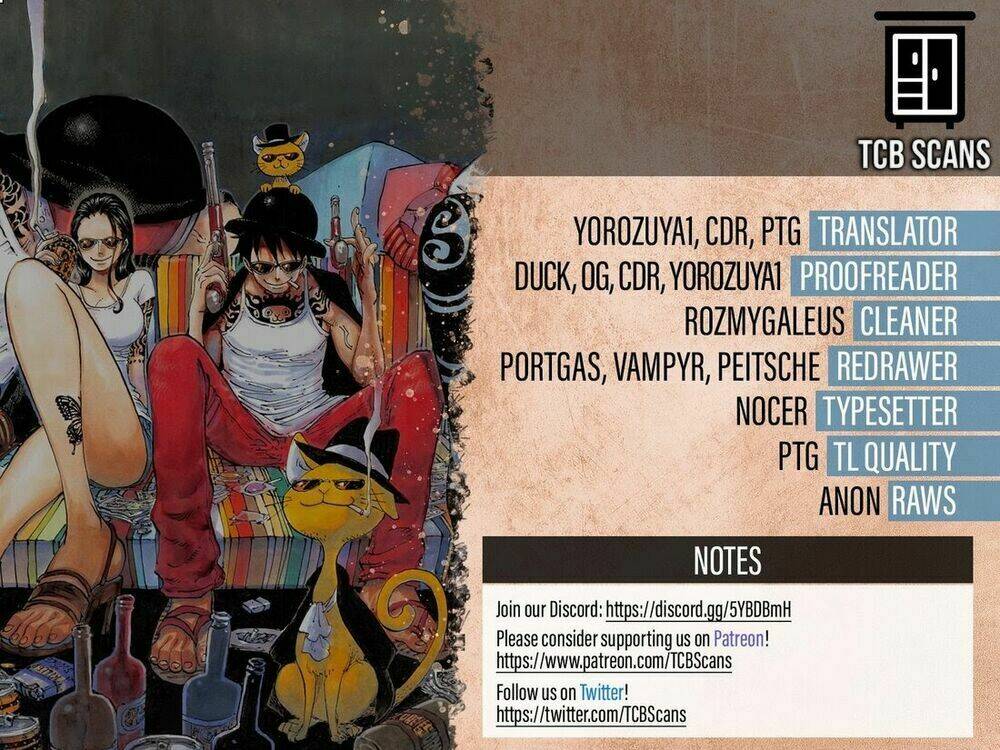 TCB SCANS
YOROZUYA1, CDR, PTG TRANSLATOR
DUCK, OG, CDR, YOROZUYA1 PROOFREADER
ROZMYGALEUS CLEANER
PORTGAS, VAMPYR, PEITSCHE REDRAWER
NOCER TYPESETTER
PTG TL QUALITY
ANON RAWS
NOTES
Join our Discord: https://discord.gg/5YBDBmH
Please consider supporting us on Patreon!
https://www.patreon.com/TCBScans
Follow us on Twitter!
https://twitter.com/TCBScans